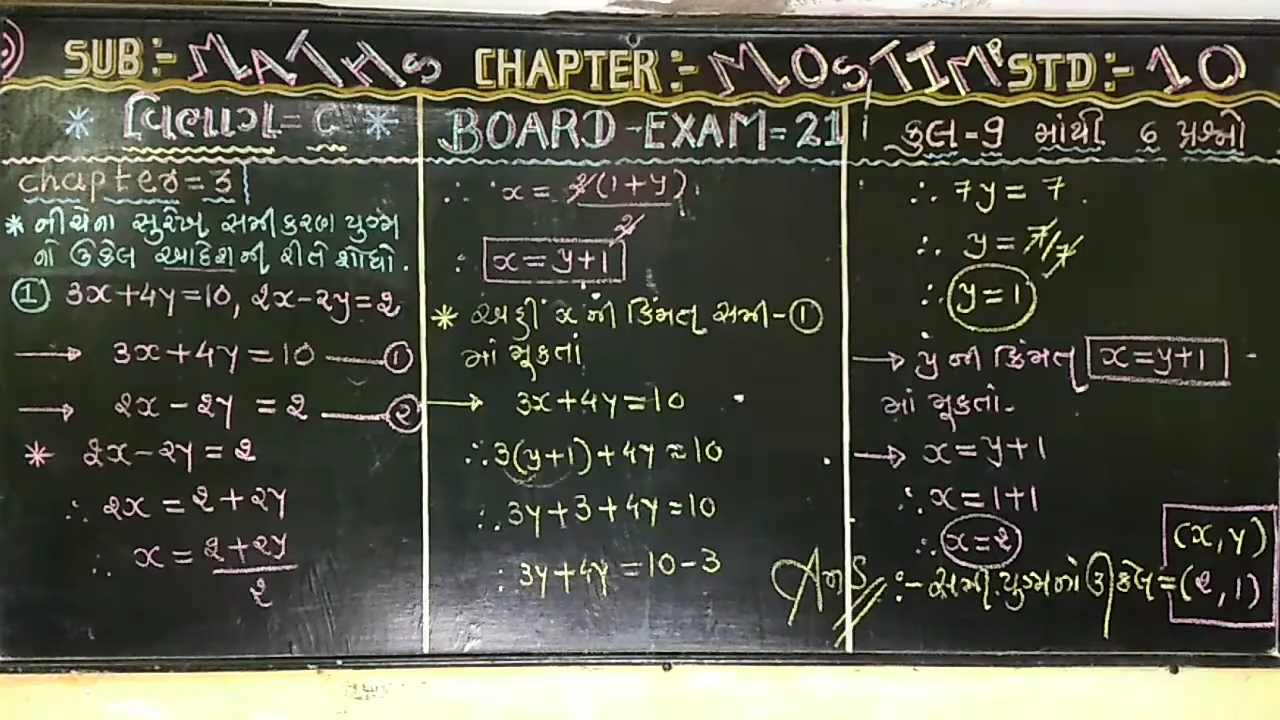 SUB:- MATHS CHAPTER:- MOSTIMP STD:- 10
* વિભાગ = C *
chapter = 3
* નીચેના સુરેખ સમીકરણ યુગ્મ
નો ઉકેલ આદેશની રીતે શોધો.
① 3x+4y=10, 2x-2y=2
→ 3x+4y=10 —— ①
→ 2x-2y=2 —— ②
* 2x-2y=2
∴ 2x = 2+2y
∴ x = 2+2y
2
BOARD-EXAM=21
∴ x = 2(1+y)
2
∴ x = y+1
* અહીં x ની કિંમત સમી-①
માં મૂકતાં
→ 3x+4y=10
∴ 3(y+1)+4y=10
∴ 3y+3+4y=10
∴ 3y+4y=10-3
કુલ-9 માંથી 6 પ્રશ્નો
∴ 7y = 7
∴ y = 7/7
∴ y=1
→ y ની કિંમત x=y+1
માં મૂકતાં-
→ x = y+1
∴ x = 1+1
∴ x=2
(x,y)
Ans :- સમી.યુગ્મનો ઉકેલ = (2,1)